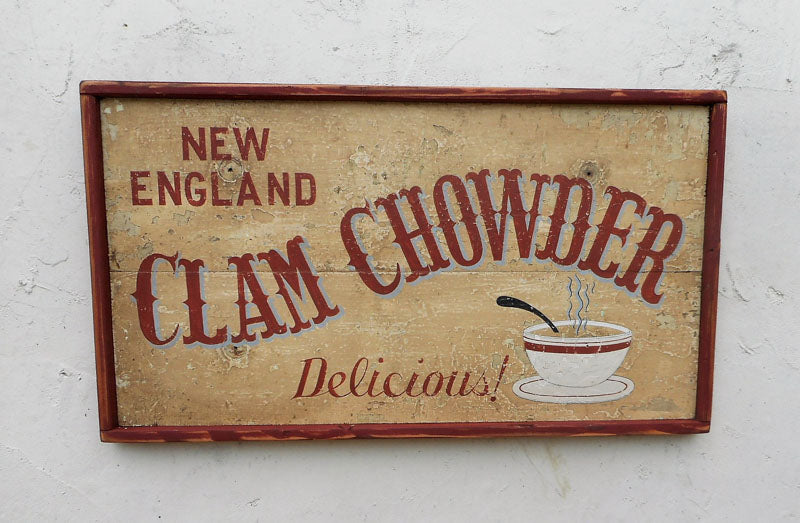 NEW
ENGLAND
CLAM CHOWDER
Delicious!